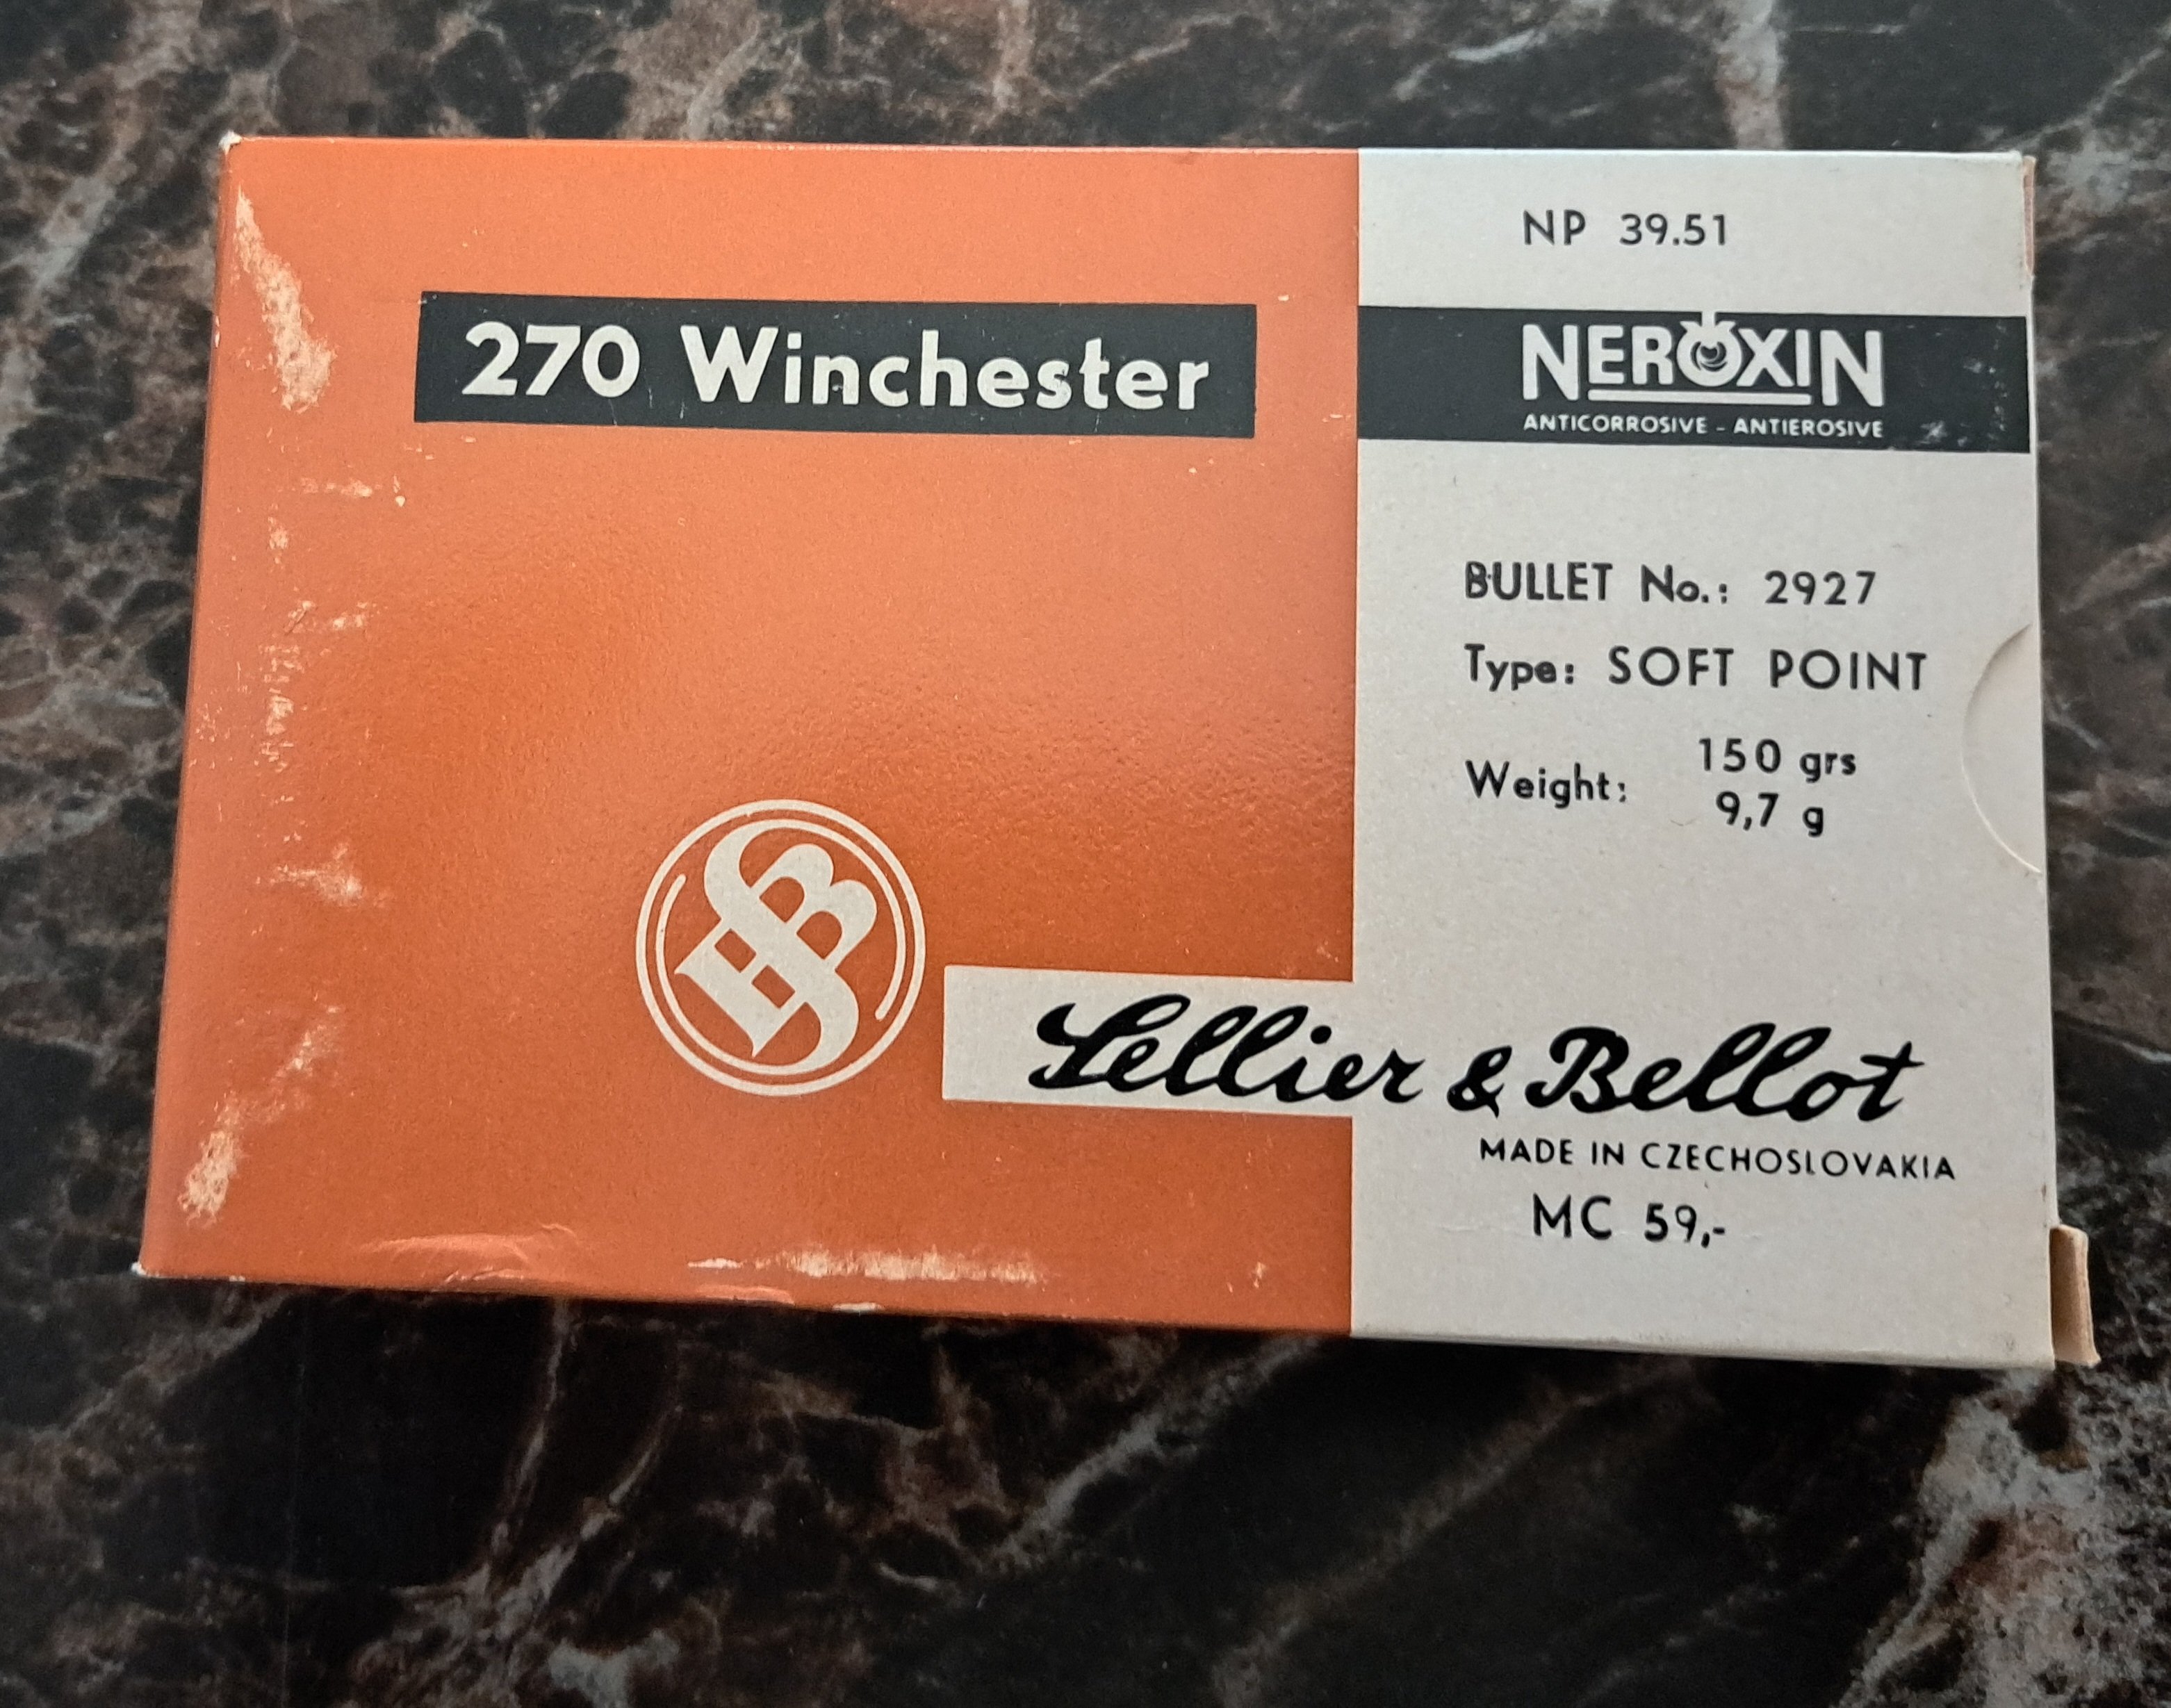 NP 39.51
270 Winchester
NEROXIN
ANTICORROSIVE - ANTIEROSIVE
BULLET No.: 2927
Type: SOFT POINT
Weight: 150 grs
9,7 g
SB
Sellier & Bellot
MADE IN CZECHOSLOVAKIA
MC 59,-